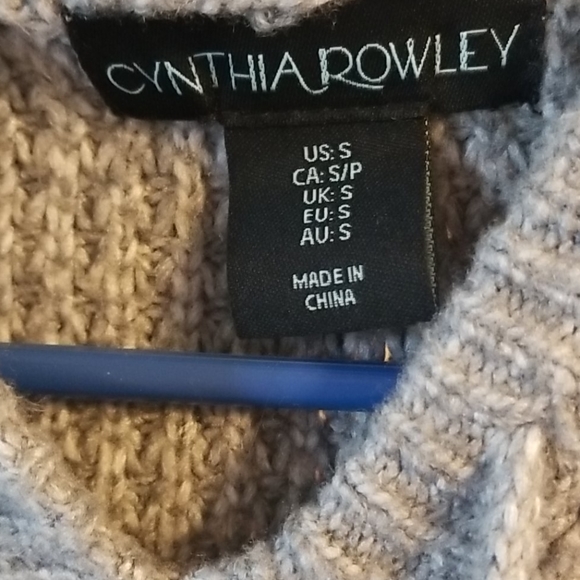 CYNTHIA ROWLEY
US: S
CA: S/P
UK: S
EU: S
AU: S
MADE IN
CHINA